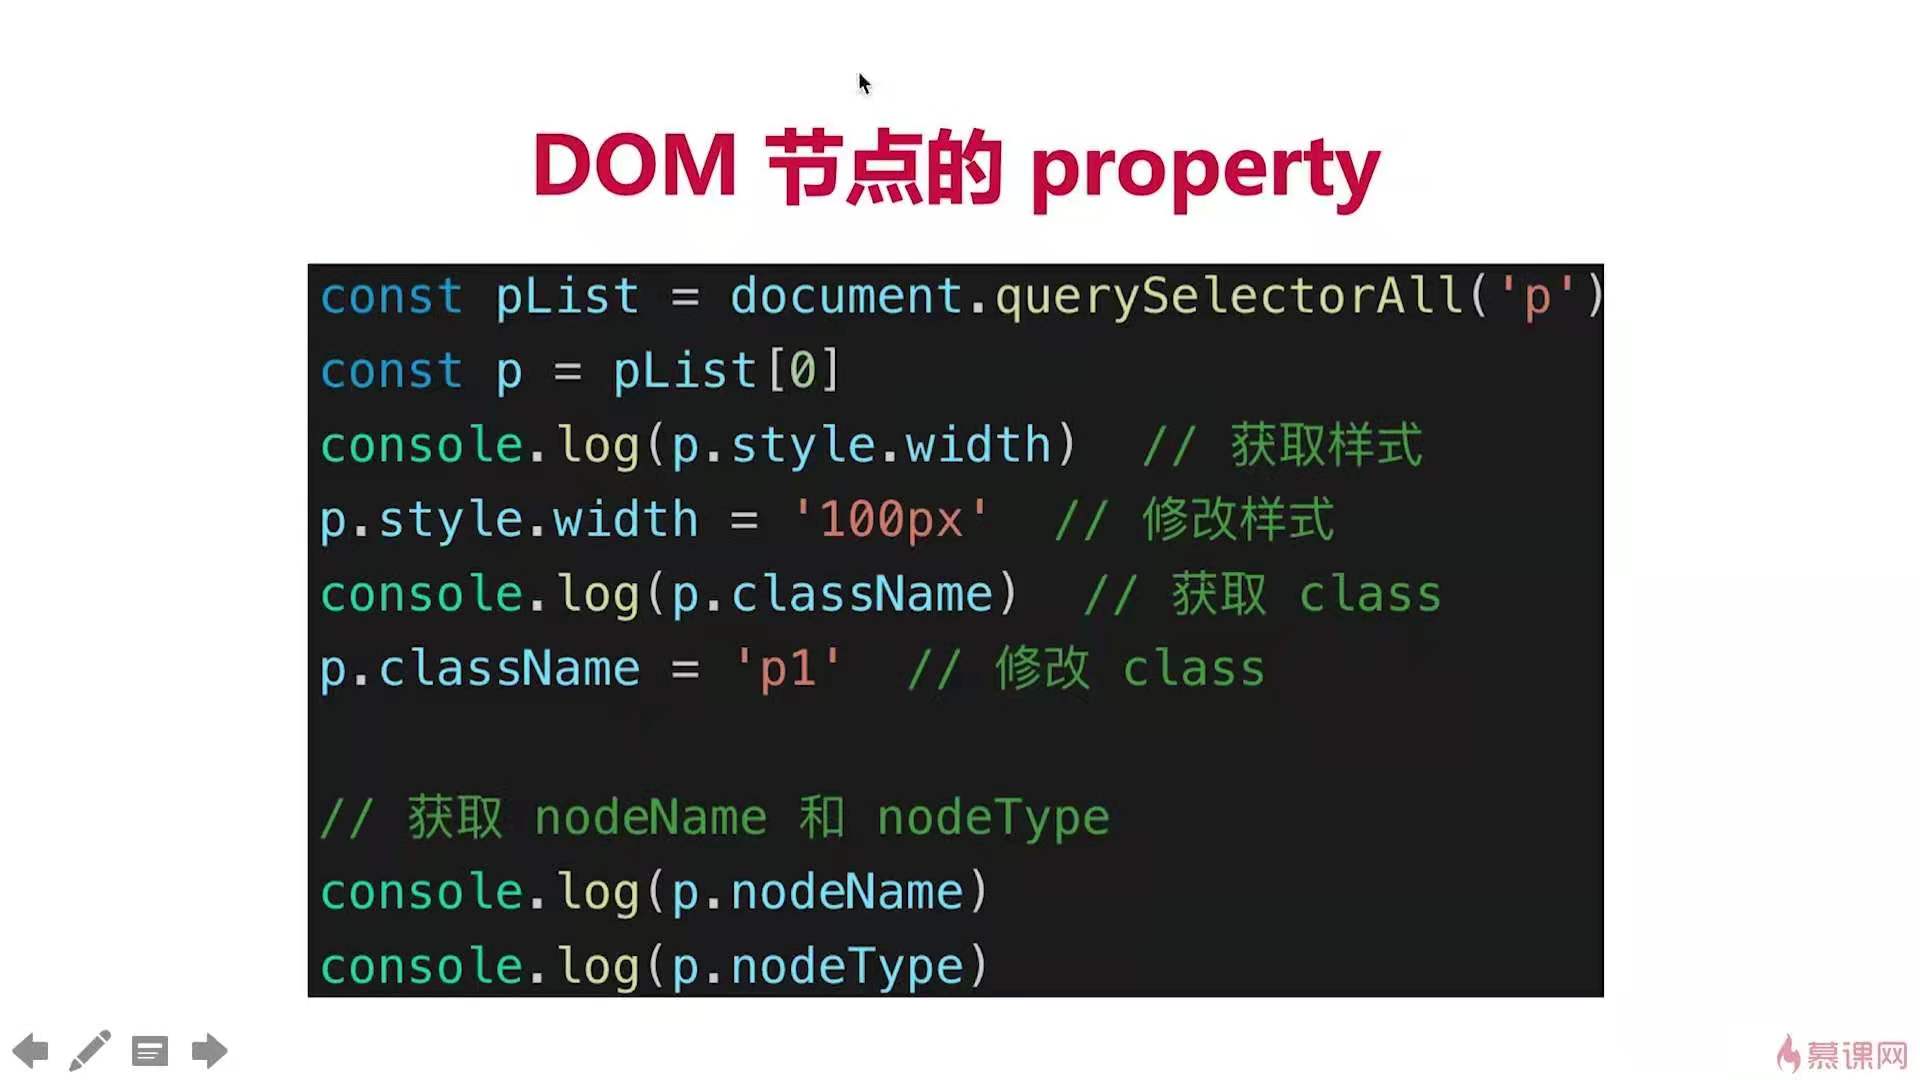 DOM 节点的 property
const pList = document.querySelectorAll('p')
const p = pList[0]
console.log(p.style.width)  // 获取样式
p.style.width = '100px'  // 修改样式
console.log(p.className)  // 获取 class
p.className = 'p1'  // 修改 class
// 获取 nodeName 和 nodeType
console.log(p.nodeName)
console.log(p.nodeType)
慕课网